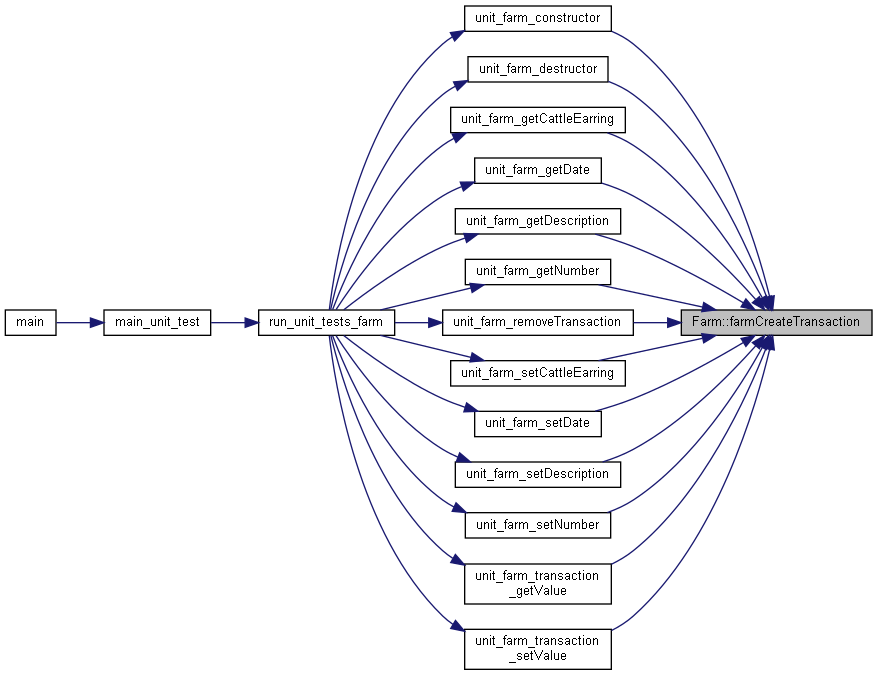 unit_farm_constructor
unit_farm_destructor
unit_farm_getCattleEarring
unit_farm_getDate
unit_farm_getDescription
unit_farm_getNumber
main
main_unit_test
run_unit_tests_farm
unit_farm_removeTransaction
Farm::farmCreateTransaction
unit_farm_setCattleEarring
unit_farm_setDate
unit_farm_setDescription
unit_farm_setNumber
unit_farm_transaction
_getValue
unit_farm_transaction
_setValue